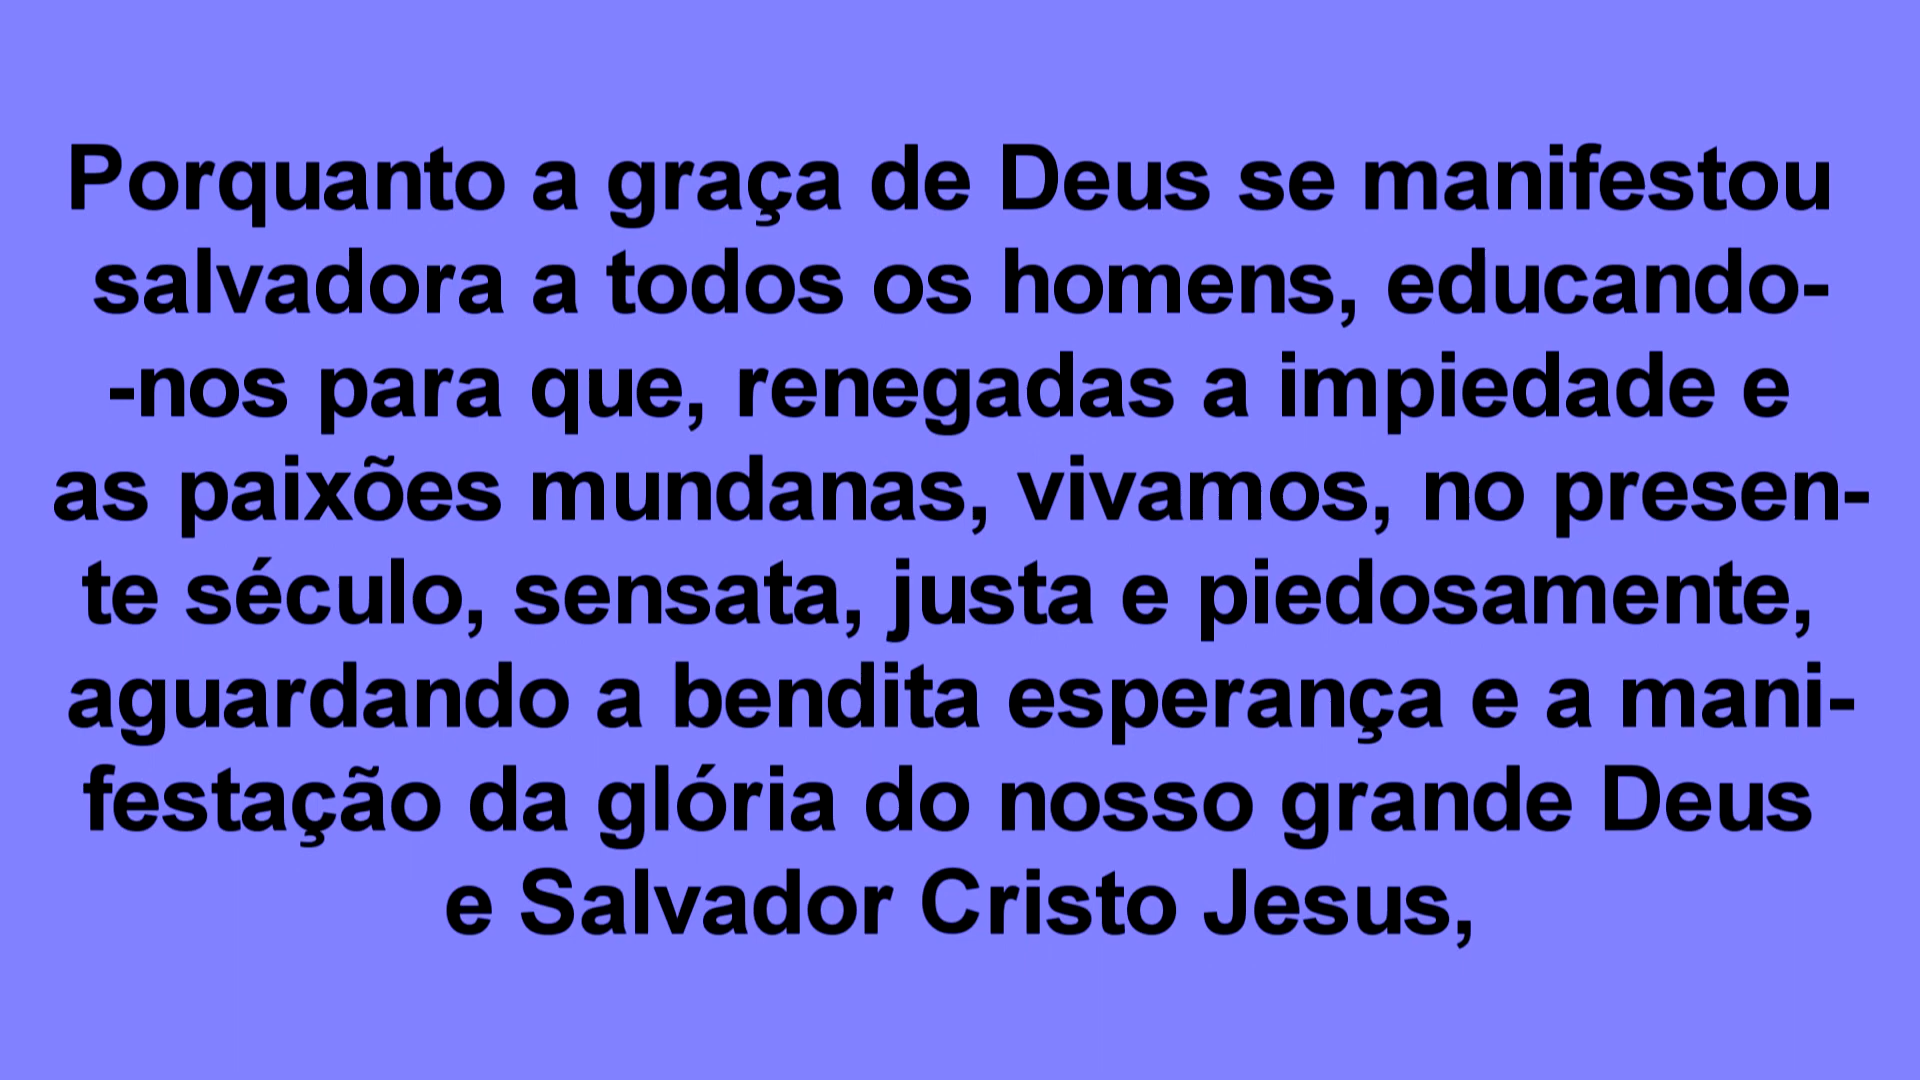 Porquanto a graça de Deus se manifestou
salvadora a todos os homens, educando-
-nos para que, renegadas a impiedade e
as paixões mundanas, vivamos, no presen-
te século, sensata, justa e piedosamente,
aguardando a bendita esperança e a mani-
festação da glória do nosso grande Deus
e Salvador Cristo Jesus,